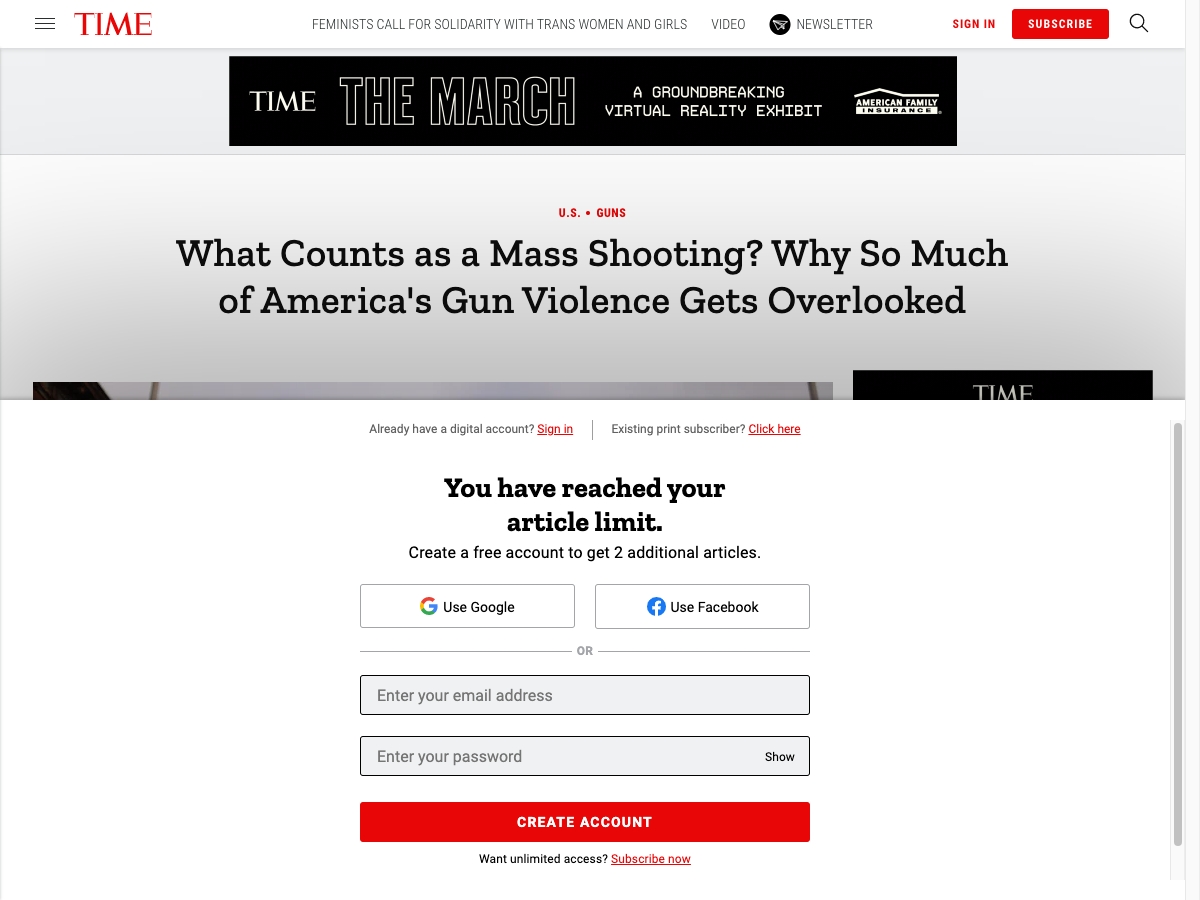 TIME
FEMINISTS CALL FOR SOLIDARITY WITH TRANS WOMEN AND GIRLS
VIDEO
NEWSLETTER
SIGN IN
SUBSCRIBE
TIME
THE MARCH
A GROUNDBREAKING
VIRTUAL REALITY EXHIBIT
AMERICAN FAMILY
INSURANCE
U.S. • GUNS
What Counts as a Mass Shooting? Why So Much
of America's Gun Violence Gets Overlooked
TIME
Already have a digital account? Sign in
Existing print subscriber? Click here
You have reached your
article limit.
Create a free account to get 2 additional articles.
Use Google
Use Facebook
OR
Enter your email address
Enter your password
Show
CREATE ACCOUNT
Want unlimited access? Subscribe now